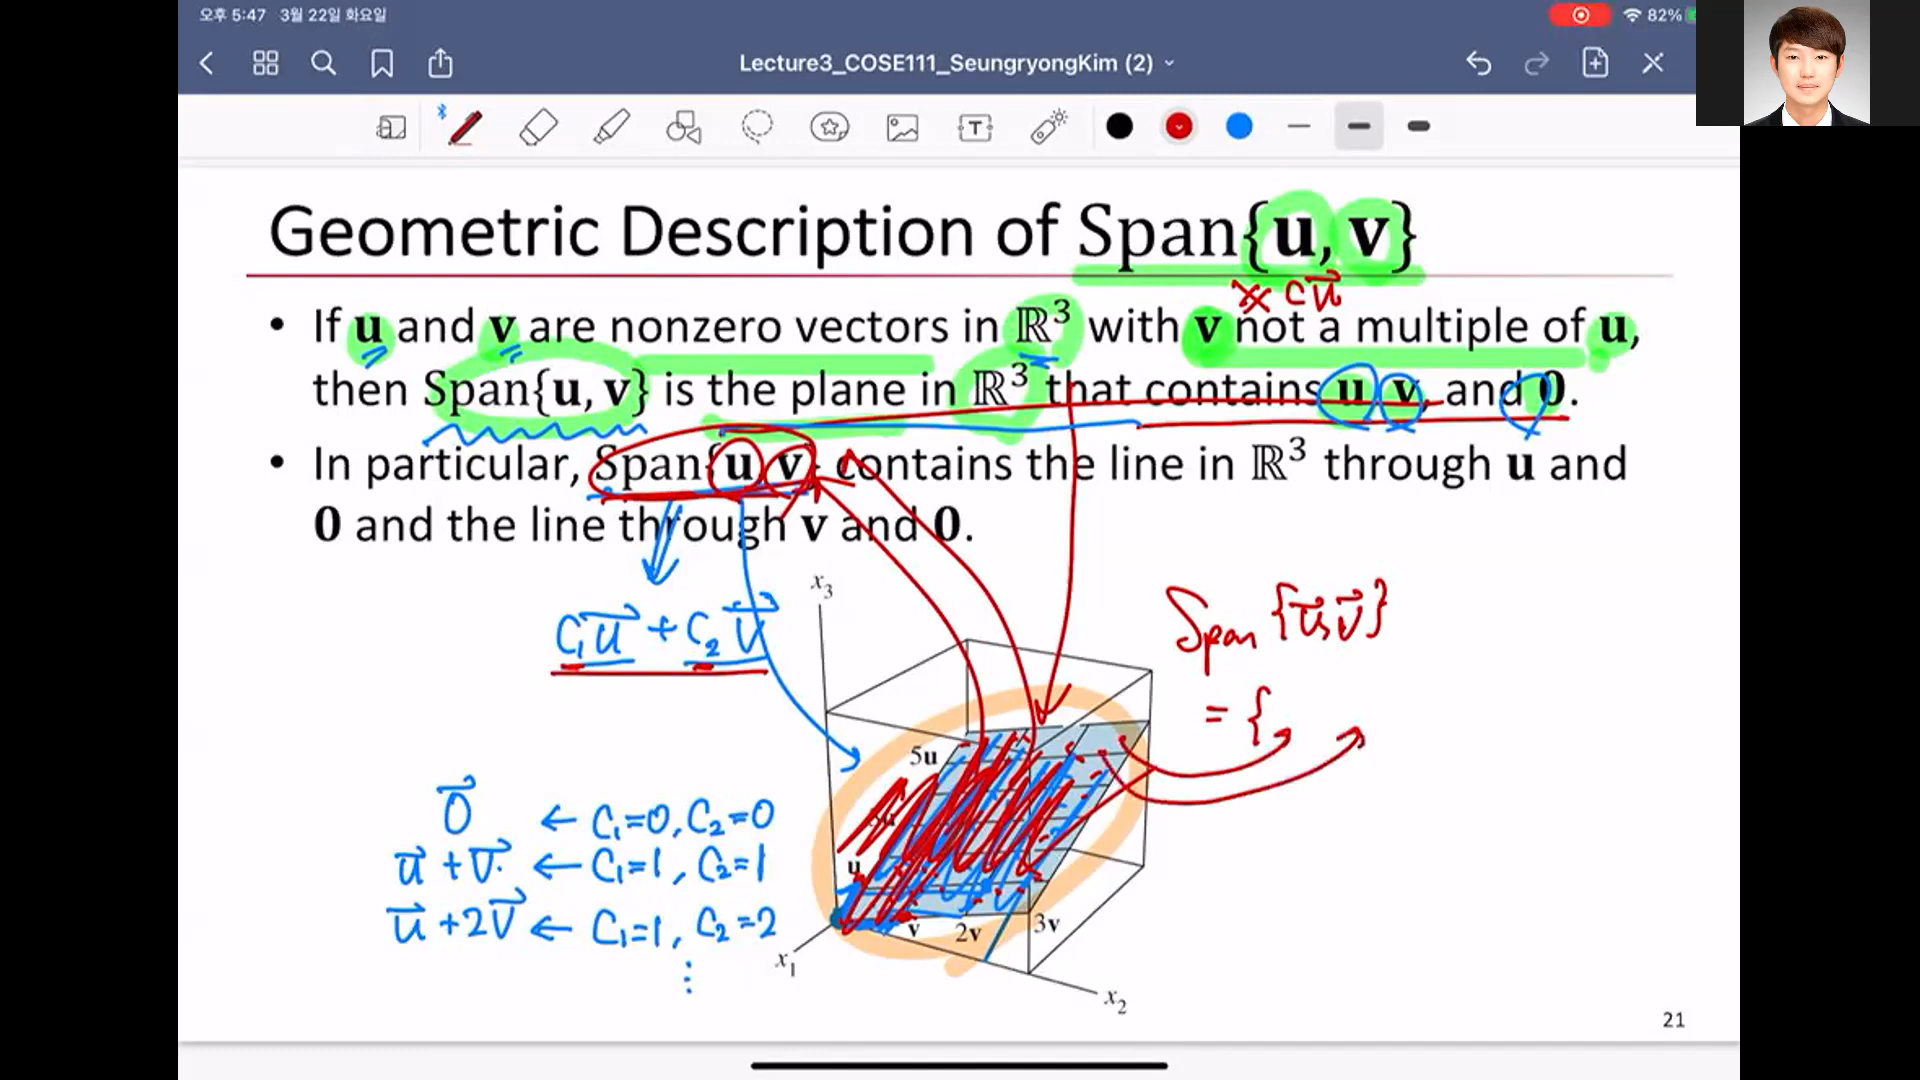 오후 5:47 3월 22일 화요일
82%
Lecture3_COSE111_SeungryongKim (2)
Geometric Description of Span{u, v}
c u⃗
• If u and v are nonzero vectors in ℝ³ with v not a multiple of u,
then Span{u, v} is the plane in ℝ³ that contains u, v, and 0.
• In particular, Span{u, v} contains the line in ℝ³ through u and
0 and the line through v and 0.
x₃
C₁u⃗ + C₂v⃗
Span {u⃗, v⃗}
= {
5u
3u
u
v
2v
3v
x₁
x₂
0⃗ ← C₁=0, C₂=0
u⃗ + v⃗ ← C₁=1, C₂=1
u⃗ + 2v⃗ ← C₁=1, C₂=2
⋮
21